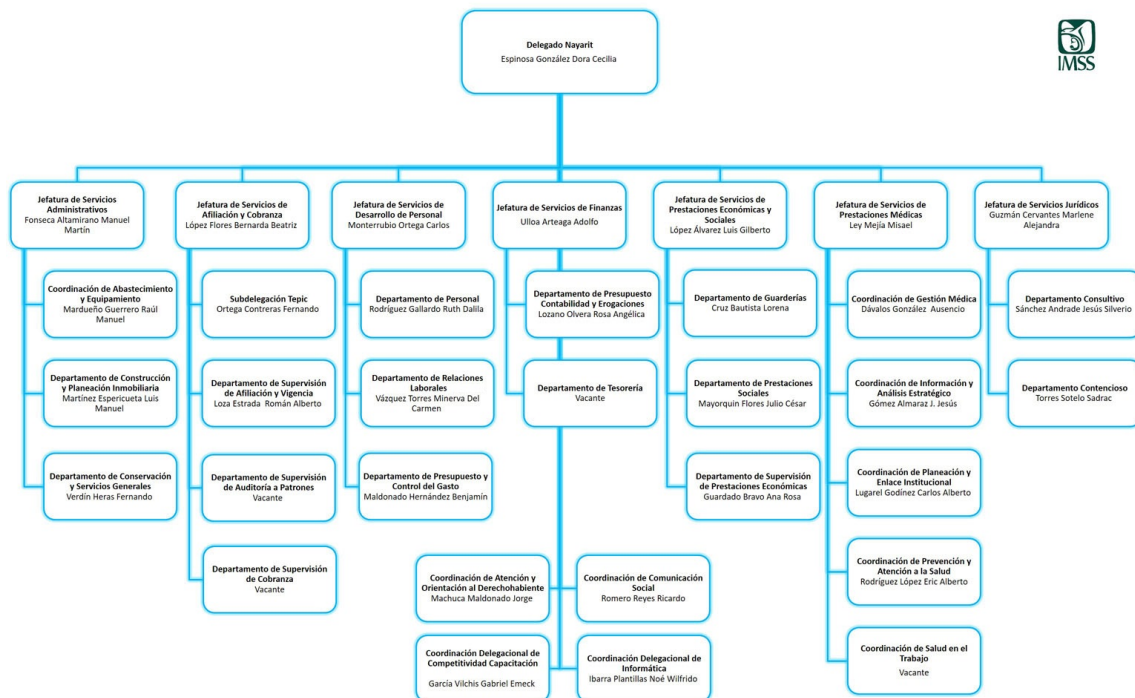 Delegado Nayarit
Espinosa González Dora Cecilia
IMSS
Jefatura de Servicios
Administrativos
Fonseca Altamirano Manuel
Martín
Jefatura de Servicios de
Afiliación y Cobranza
López Flores Bernarda Beatriz
Jefatura de Servicios de
Desarrollo de Personal
Monterrubio Ortega Carlos
Jefatura de Servicios de Finanzas
Ulloa Arteaga Adolfo
Jefatura de Servicios de
Prestaciones Económicas y
Sociales
López Álvarez Luis Gilberto
Jefatura de Servicios de
Prestaciones Médicas
Ley Mejía Misael
Jefatura de Servicios Jurídicos
Guzmán Cervantes Marlene
Alejandra
Coordinación de Abastecimiento
y Equipamiento
Mardueño Guerrero Raúl
Manuel
Subdelegación Tepic
Ortega Contreras Fernando
Departamento de Personal
Rodríguez Gallardo Ruth Dalila
Departamento de Presupuesto
Contabilidad y Erogaciones
Lozano Olvera Rosa Angélica
Departamento de Guarderías
Cruz Bautista Lorena
Coordinación de Gestión Médica
Dávalos González Ausencio
Departamento Consultivo
Sánchez Andrade Jesús Silverio
Departamento de Construcción
y Planeación Inmobiliaria
Martínez Espericueta Luis
Manuel
Departamento de Supervisión
de Afiliación y Vigencia
Loza Estrada Román Alberto
Departamento de Relaciones
Laborales
Vázquez Torres Minerva Del
Carmen
Departamento de Tesorería
Vacante
Departamento de Prestaciones
Sociales
Mayorquin Flores Julio César
Coordinación de Información y
Análisis Estratégico
Gómez Almaraz J. Jesús
Departamento Contencioso
Torres Sotelo Sadrac
Departamento de Conservación
y Servicios Generales
Verdín Heras Fernando
Departamento de Supervisión
de Auditoría a Patrones
Vacante
Departamento de Presupuesto y
Control del Gasto
Maldonado Hernández Benjamín
Departamento de Supervisión
de Prestaciones Económicas
Guardado Bravo Ana Rosa
Coordinación de Planeación y
Enlace Institucional
Lugarel Godínez Carlos Alberto
Departamento de Supervisión
de Cobranza
Vacante
Coordinación de Atención y
Orientación al Derechohabiente
Machuca Maldonado Jorge
Coordinación de Comunicación
Social
Romero Reyes Ricardo
Coordinación de Prevención y
Atención a la Salud
Rodríguez López Eric Alberto
Coordinación Delegacional de
Competitividad Capacitación
García Vilchis Gabriel Emeck
Coordinación Delegacional de
Informática
Ibarra Plantillas Noé Wilfrido
Coordinación de Salud en el
Trabajo
Vacante